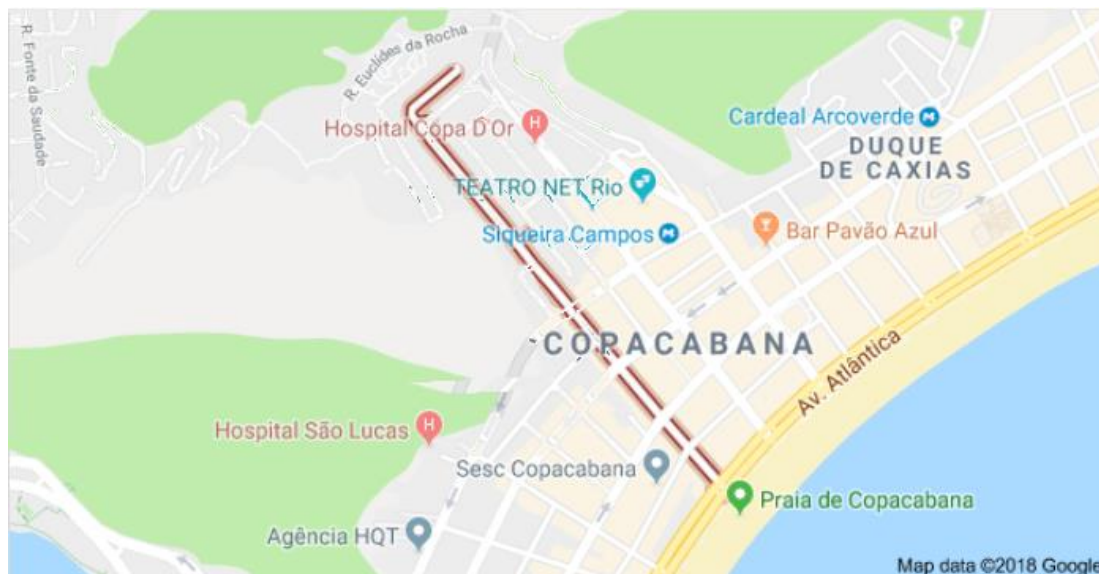 R. Fonte da Saudade
R. Euclídes da Rocha
Hospital Copa D'Or
H
Cardeal Arcoverde
DUQUE
DE CAXIAS
TEATRO NET Rio
Siqueira Campos
Bar Pavão Azul
COPACABANA
Av. Atlântica
Hospital São Lucas
H
Sesc Copacabana
Praia de Copacabana
Agência HQT
Map data ©2018 Google